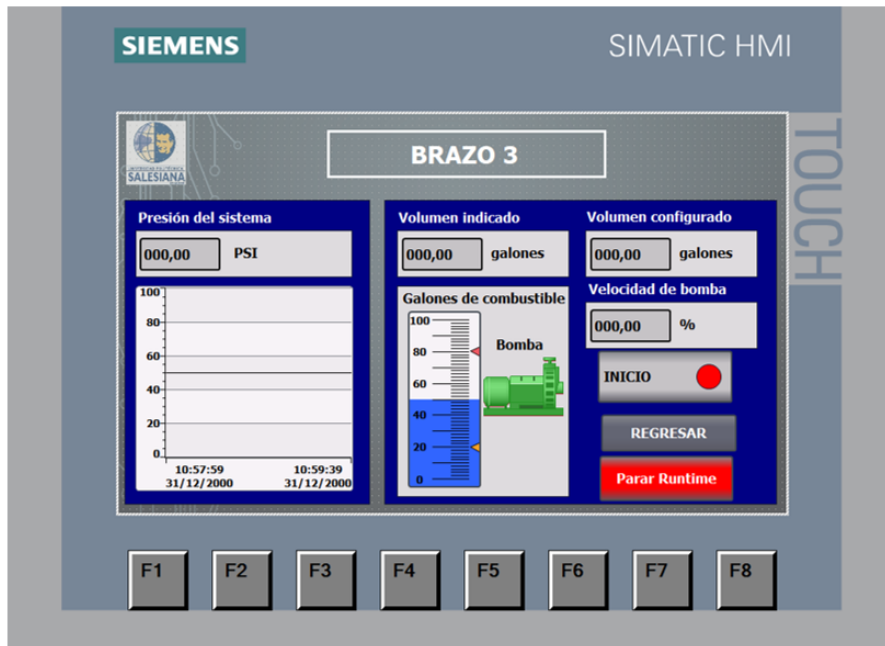 SIEMENS
SIMATIC HMI
TOUCH
SALESIANA
BRAZO 3
Presión del sistema
000,00 PSI
100
80
60
40
20
0
10:57:59 10:59:39
31/12/2000 31/12/2000
Volumen indicado
000,00 galones
Galones de combustible
100
80
60
40
20
0
Bomba
Volumen configurado
000,00 galones
Velocidad de bomba
000,00 %
INICIO
REGRESAR
Parar Runtime
F1 F2 F3 F4 F5 F6 F7 F8